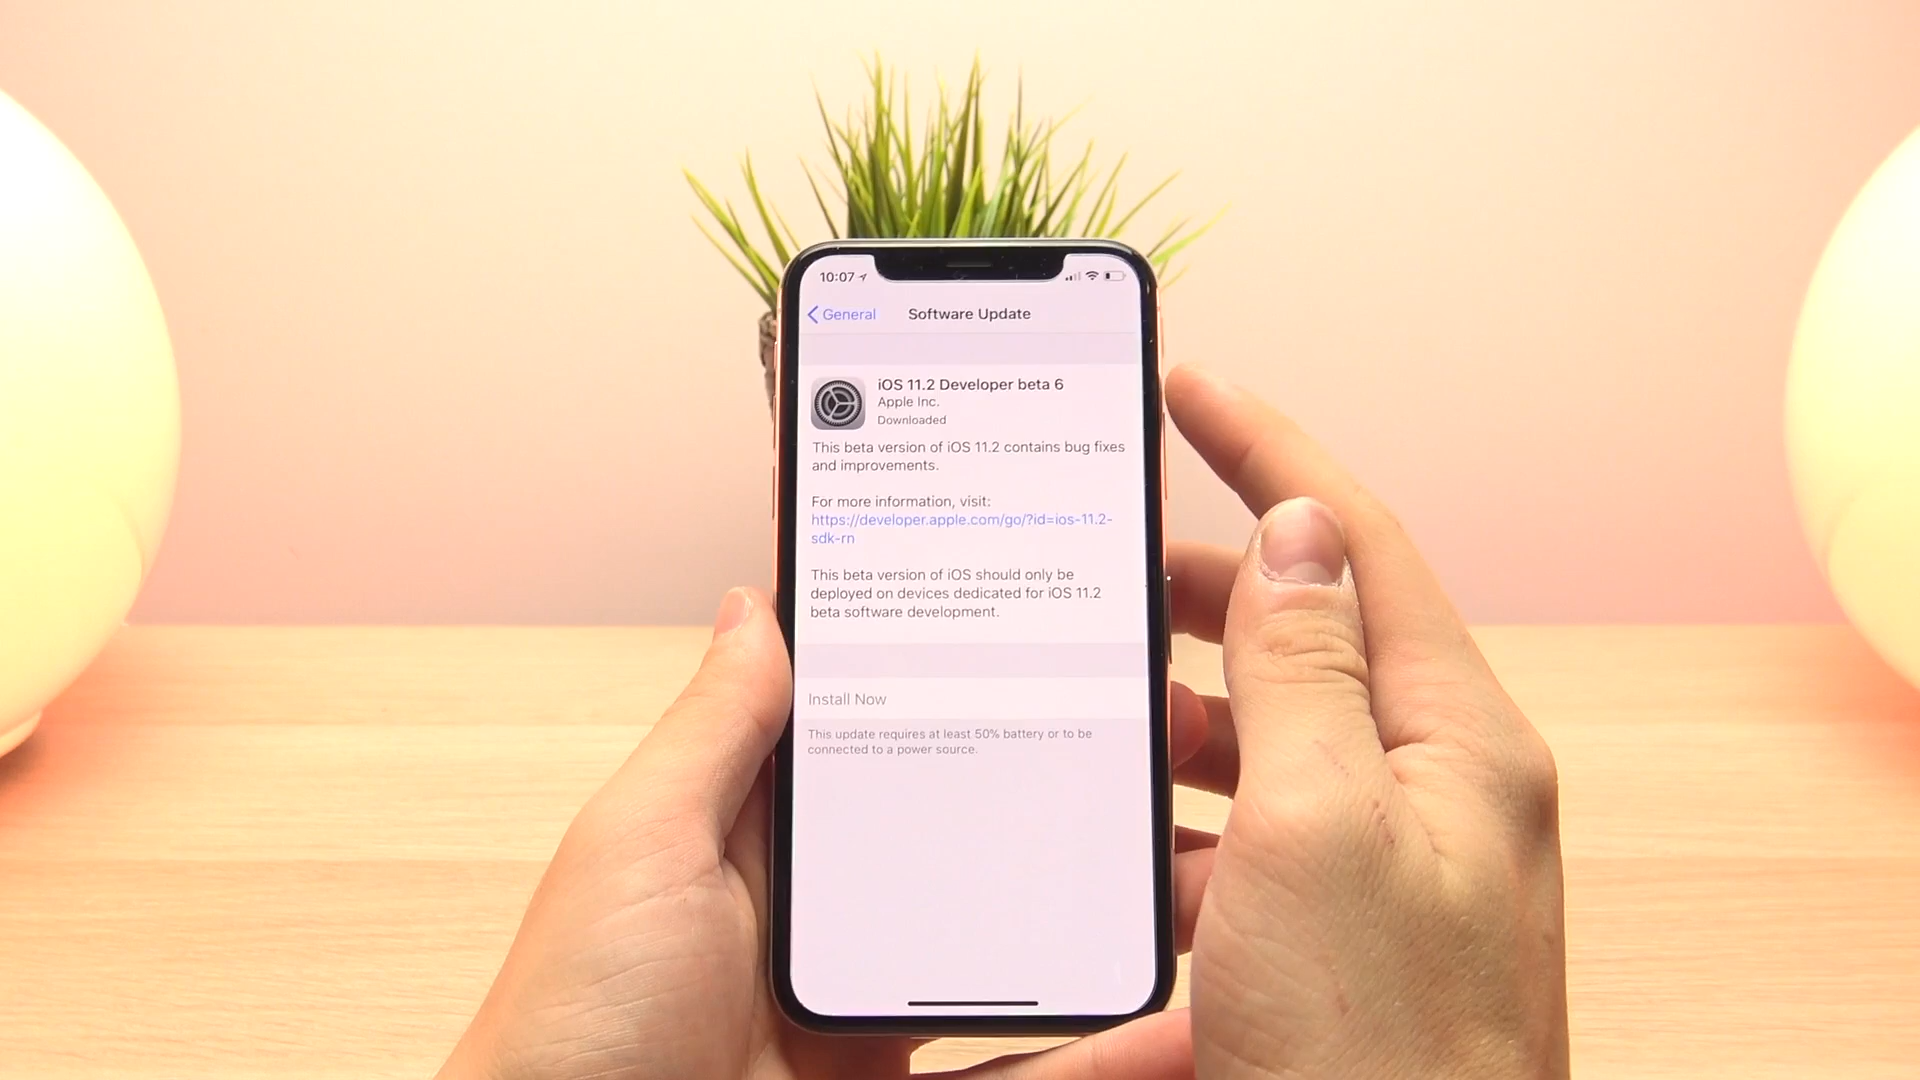 10:07
General
Software Update
iOS 11.2 Developer beta 6
Apple Inc.
Downloaded
This beta version of iOS 11.2 contains bug fixes
and improvements.
For more information, visit:
https://developer.apple.com/go/?id=ios-11.2-
sdk-rn
This beta version of iOS should only be
deployed on devices dedicated for iOS 11.2
beta software development.
Install Now
This update requires at least 50% battery or to be
connected to a power source.